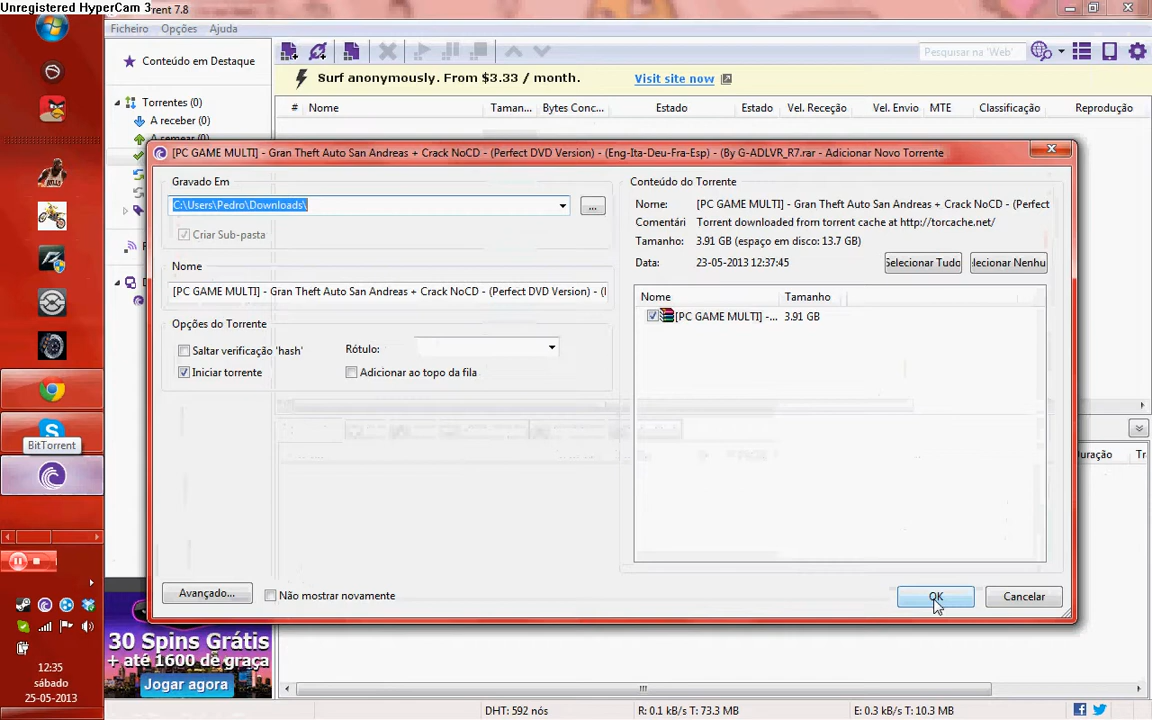 Unregistered HyperCam 3
rent 7.8
Ficheiro Opções Ajuda
Conteúdo em Destaque
Pesquisar na 'Web'
Surf anonymously. From $3.33 / month. Visit site now
Torrentes (0)
A receber (0)
A semear (0)
# Nome Taman... Bytes Conc... Estado Estado Vel. Receção Vel. Envio MTE Classificação Reprodução
[PC GAME MULTI] - Gran Theft Auto San Andreas + Crack NoCD - (Perfect DVD Version) - (Eng-Ita-Deu-Fra-Esp) - (By G-ADLVR_R7.rar - Adicionar Novo Torrente
Gravado Em
C:\Users\Pedro\Downloads\
...
Criar Sub-pasta
Nome
[PC GAME MULTI] - Gran Theft Auto San Andreas + Crack NoCD - (Perfect DVD Version) - (
Opções do Torrente
Saltar verificação 'hash'
Rótulo:
Iniciar torrente
Adicionar ao topo da fila
Conteúdo do Torrente
Nome: [PC GAME MULTI] - Gran Theft Auto San Andreas + Crack NoCD - (Perfect
Comentári Torrent downloaded from torrent cache at http://torcache.net/
Tamanho: 3.91 GB (espaço em disco: 13.7 GB)
Data: 23-05-2013 12:37:45
Selecionar Tudo
elecionar Nenhu
Nome Tamanho
[PC GAME MULTI] -... 3.91 GB
BitTorrent
Duração Tr
Avançado...
Não mostrar novamente
OK
Cancelar
30 Spins Grátis
+ até 1600 de graça
Jogar agora
12:35
sábado
25-05-2013
DHT: 592 nós R: 0.1 kB/s T: 73.3 MB E: 0.3 kB/s T: 10.3 MB